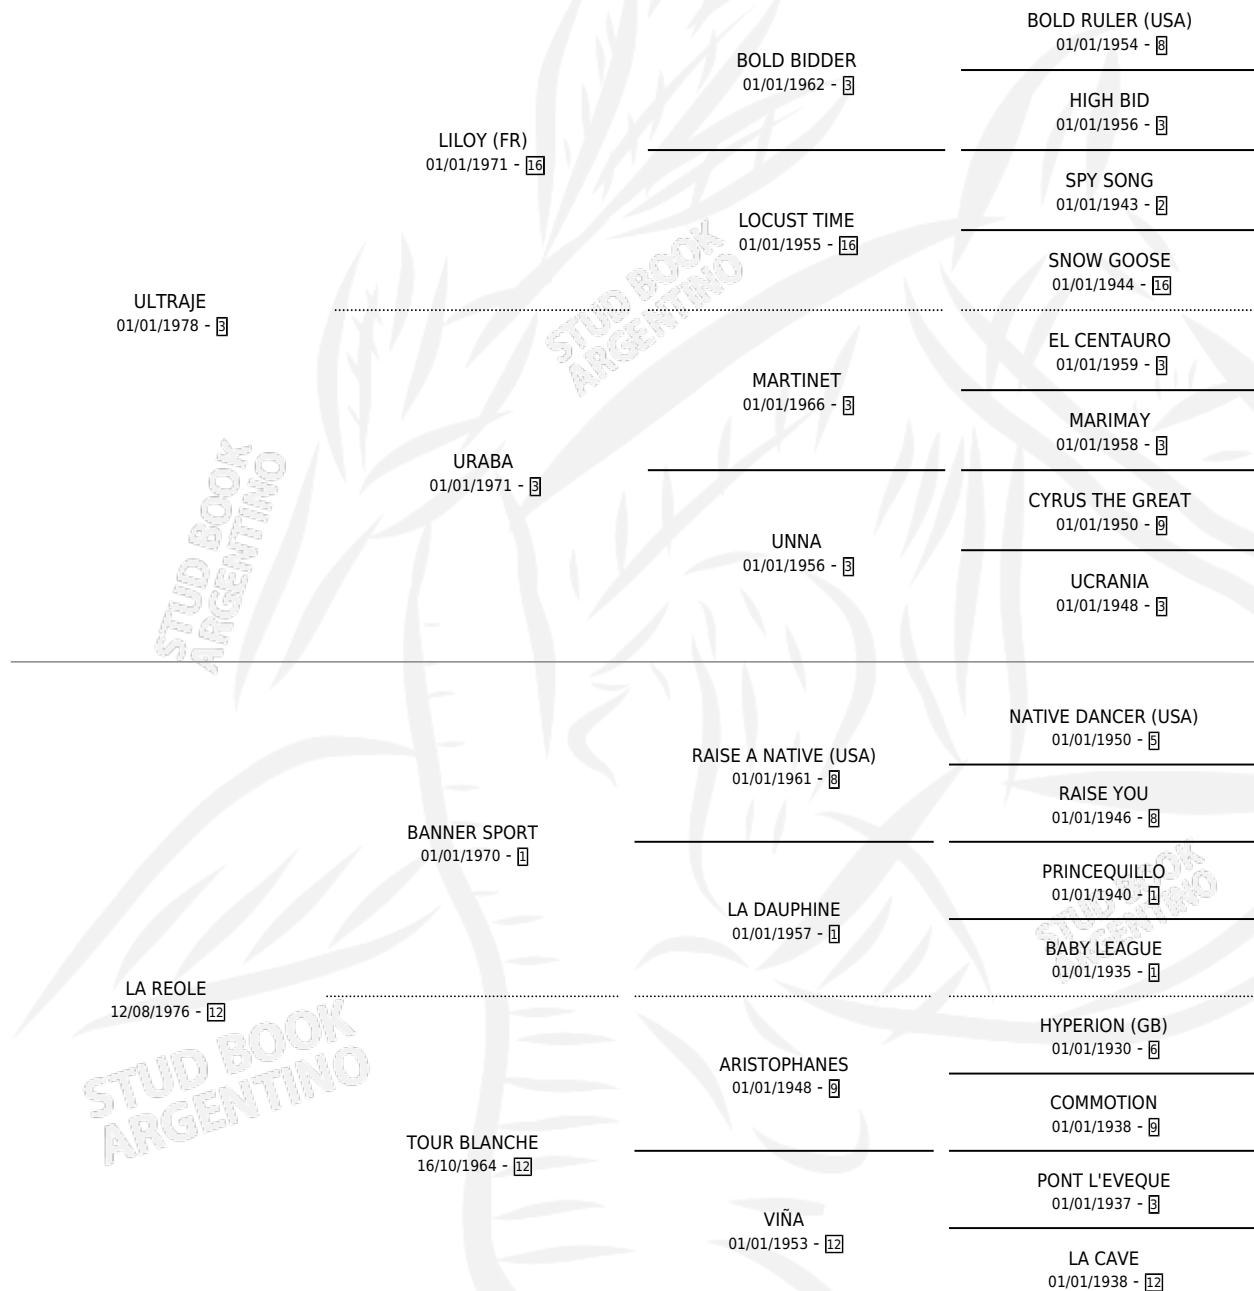 BOLD RULER (USA)
01/01/1954 - 8
BOLD BIDDER
01/01/1962 - 3
HIGH BID
01/01/1956 - 3
LILOY (FR)
01/01/1971 - 16
SPY SONG
01/01/1943 - 2
LOCUST TIME
01/01/1955 - 16
SNOW GOOSE
01/01/1944 - 16
ULTRAJE
01/01/1978 - 3
STUD BOOK
ARGENTINO
EL CENTAURO
01/01/1959 - 3
MARTINET
01/01/1966 - 3
MARIMAY
01/01/1958 - 3
URABA
01/01/1971 - 3
CYRUS THE GREAT
01/01/1950 - 9
UNNA
01/01/1956 - 3
UCRANIA
01/01/1948 - 3
STUD BOOK
ARGENTINO
NATIVE DANCER (USA)
01/01/1950 - 5
RAISE A NATIVE (USA)
01/01/1961 - 8
RAISE YOU
01/01/1946 - 8
BANNER SPORT
01/01/1970 - 1
PRINCEQUILLO
01/01/1940 - 1
LA DAUPHINE
01/01/1957 - 1
STUD BOOK
ARGENTINO
BABY LEAGUE
01/01/1935 - 1
LA REOLE
12/08/1976 - 12
HYPERION (GB)
01/01/1930 - 6
ARISTOPHANES
01/01/1948 - 9
STUD BOOK
ARGENTINO
COMMOTION
01/01/1938 - 9
TOUR BLANCHE
16/10/1964 - 12
PONT L'EVEQUE
01/01/1937 - 3
VIÑA
01/01/1953 - 12
LA CAVE
01/01/1938 - 12